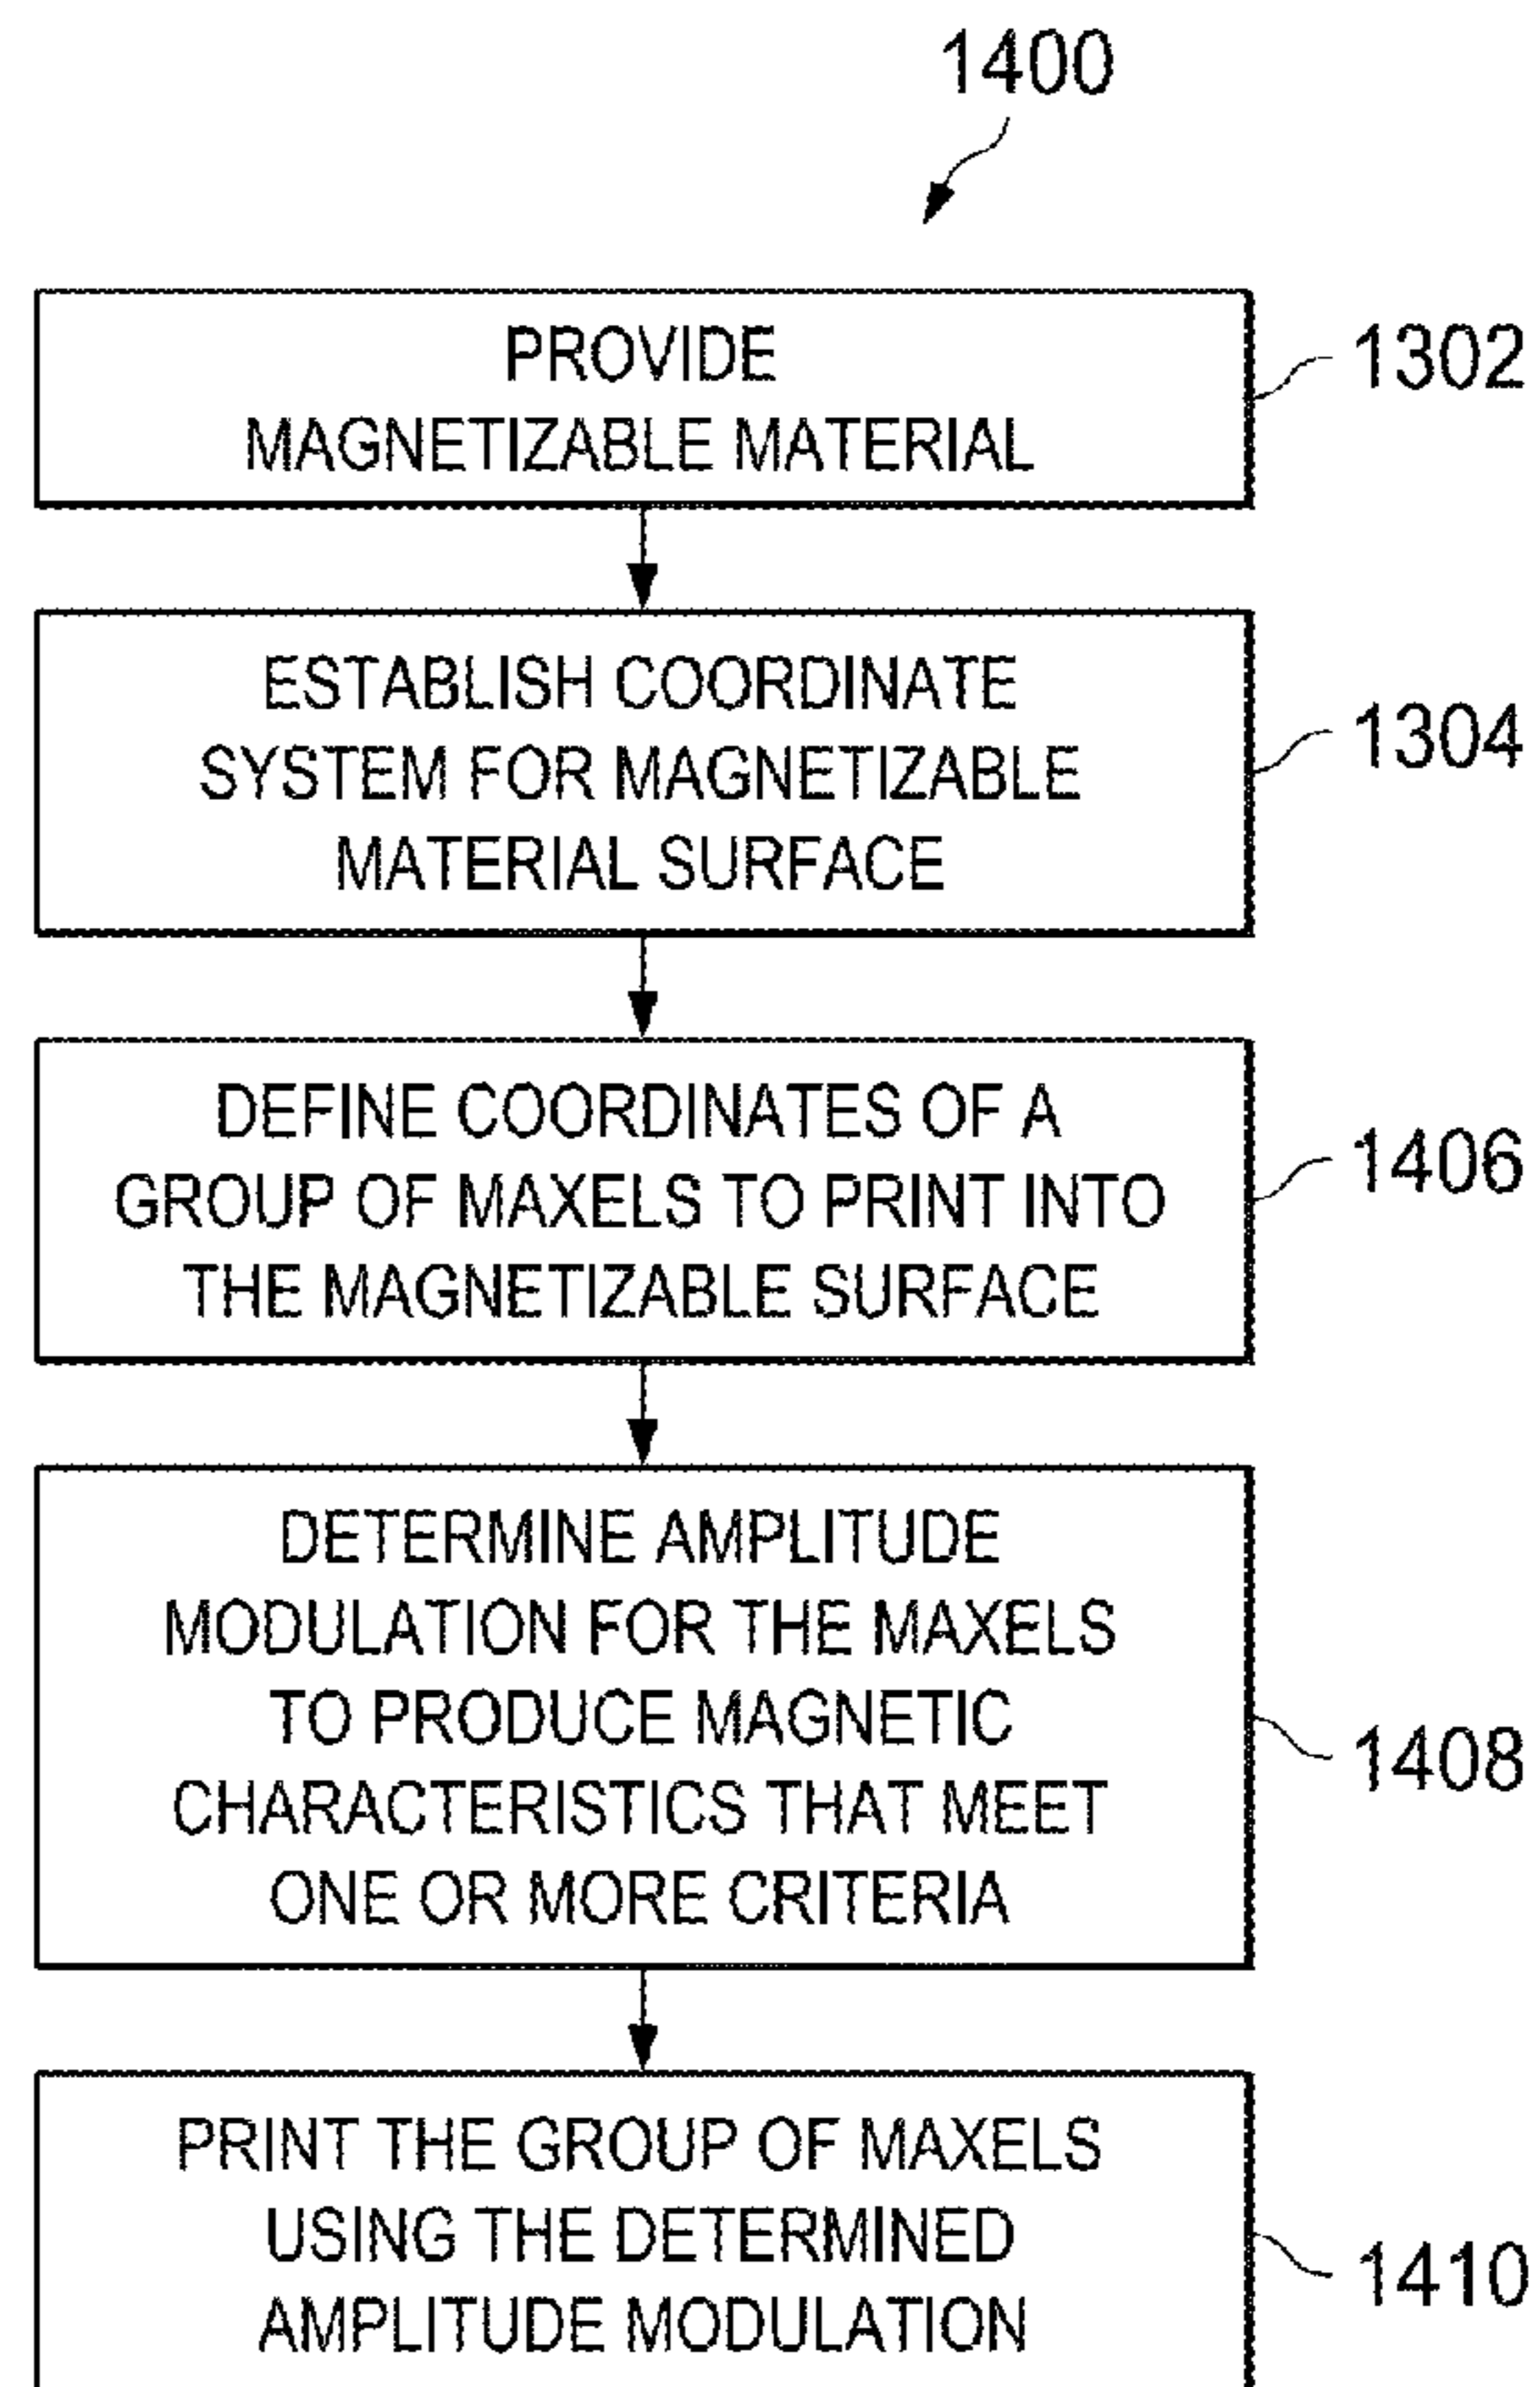 1400
PROVIDE
MAGNETIZABLE MATERIAL
1302
ESTABLISH COORDINATE
SYSTEM FOR MAGNETIZABLE
MATERIAL SURFACE
1304
DEFINE COORDINATES OF A
GROUP OF MAXELS TO PRINT INTO
THE MAGNETIZABLE SURFACE
1406
DETERMINE AMPLITUDE
MODULATION FOR THE MAXELS
TO PRODUCE MAGNETIC
CHARACTERISTICS THAT MEET
ONE OR MORE CRITERIA
1408
PRINT THE GROUP OF MAXELS
USING THE DETERMINED
AMPLITUDE MODULATION
1410